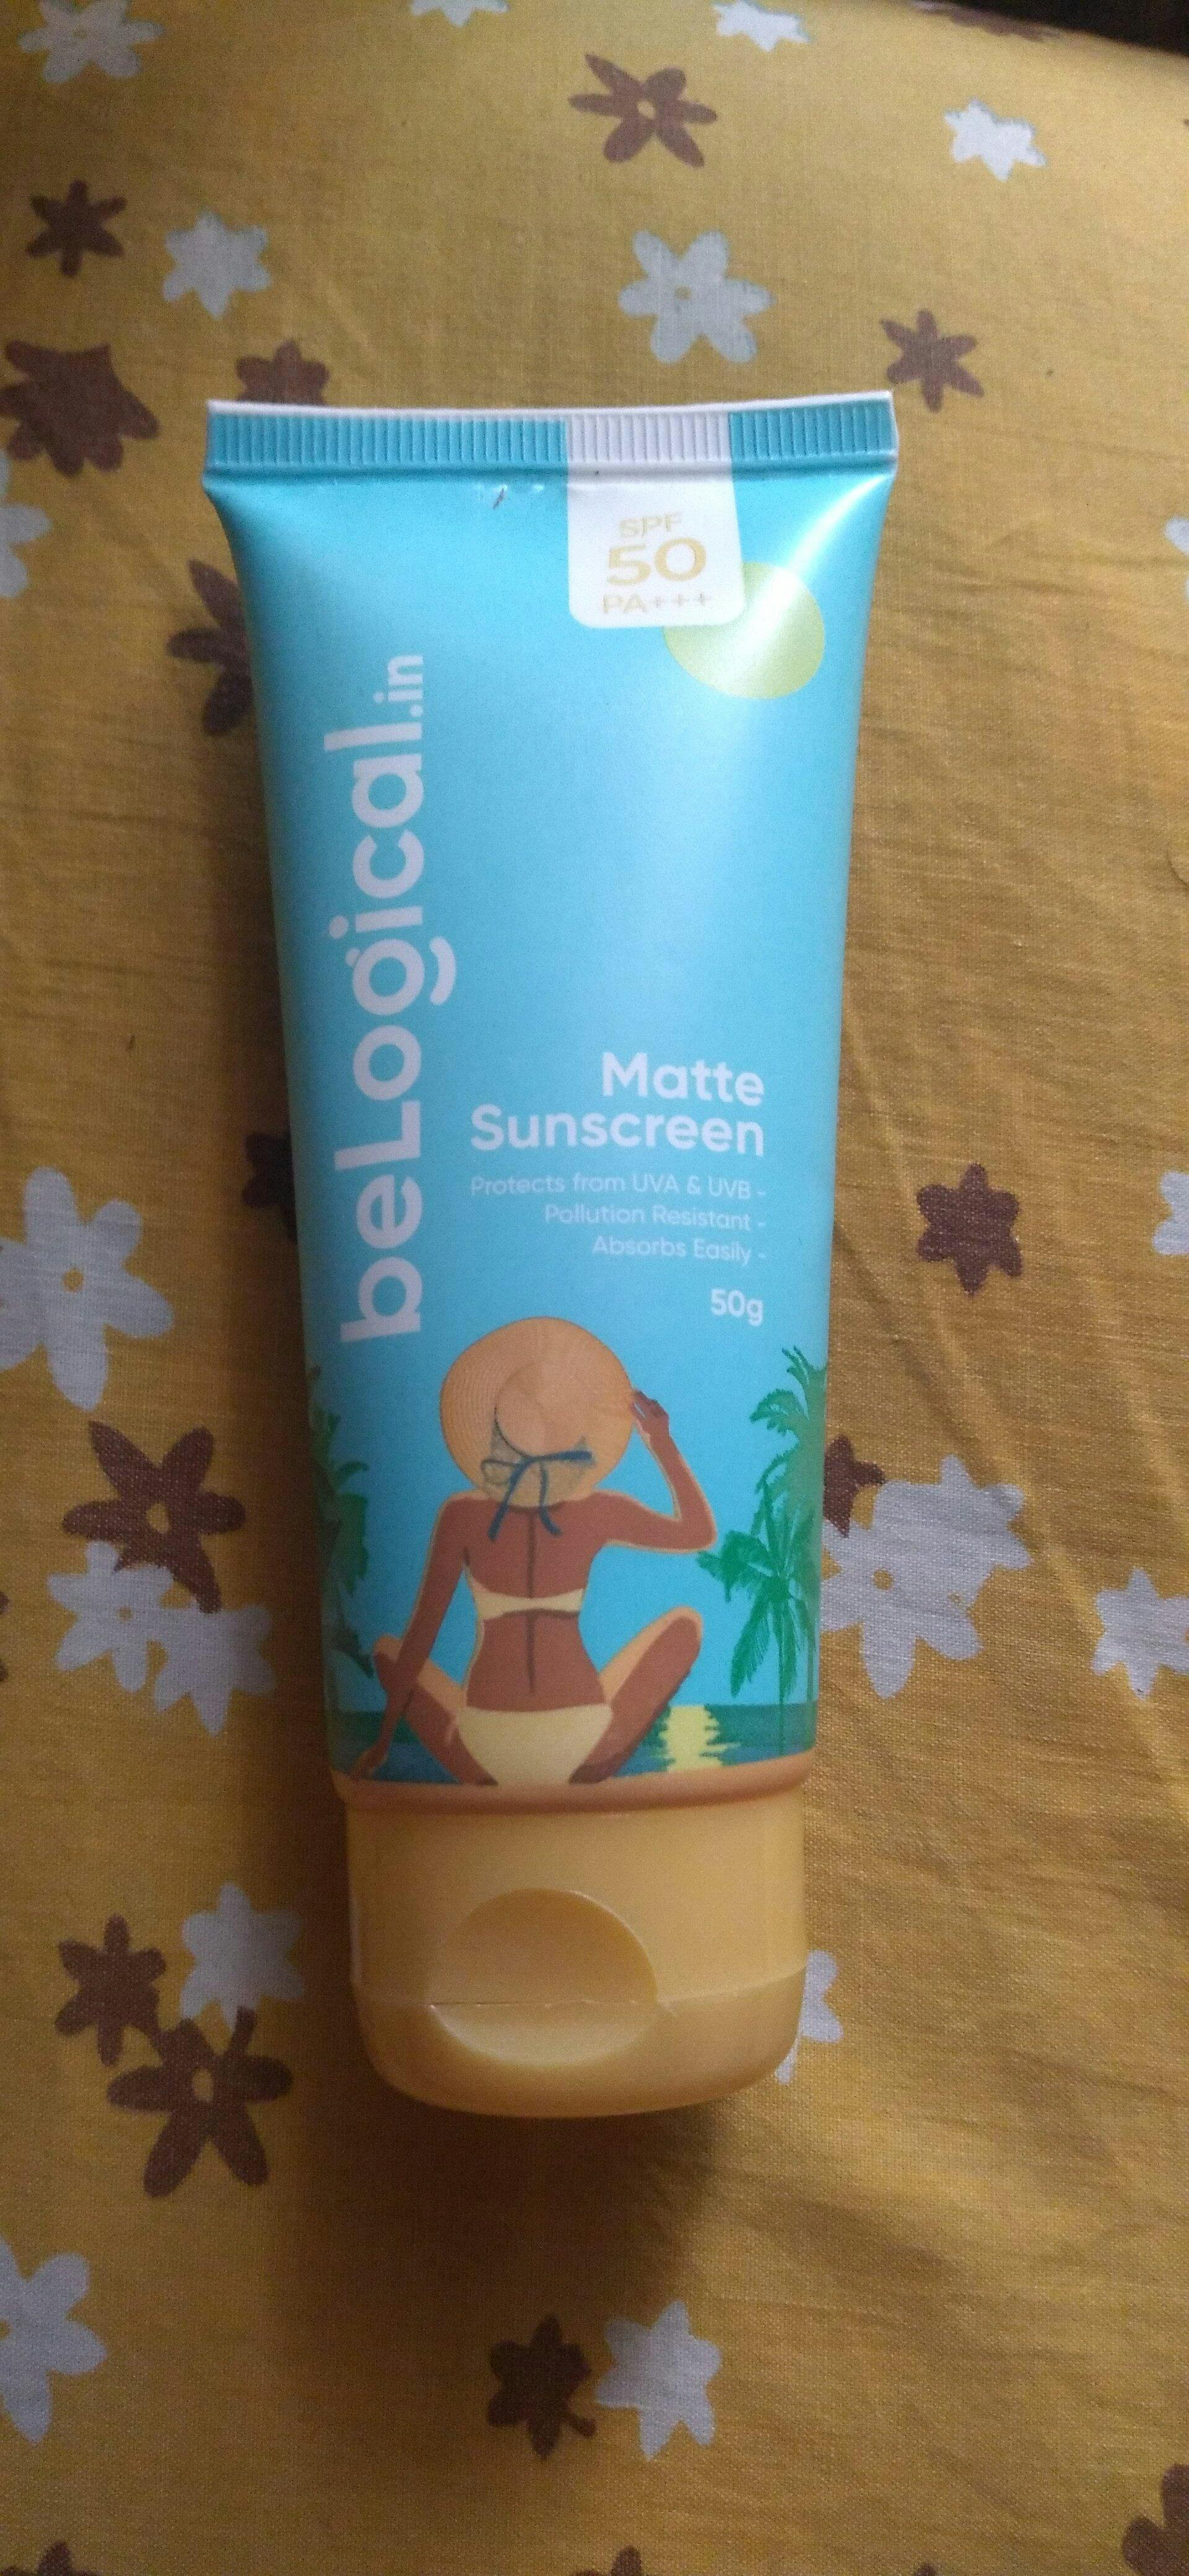 SPF
50
PA+++
beLogical.in
Matte
Sunscreen
Protects from UVA & UVB -
Pollution Resistant -
Absorbs Easily -
50g